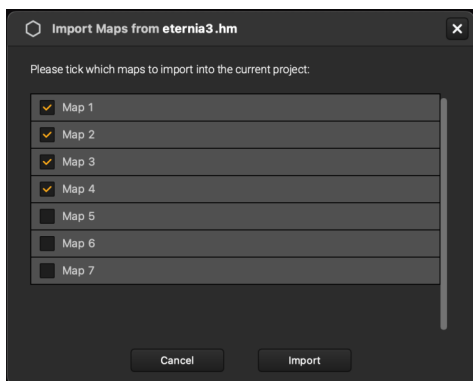 Import Maps from eternia3.hm
Please tick which maps to import into the current project:
Map 1
Map 2
Map 3
Map 4
Map 5
Map 6
Map 7
Cancel Import